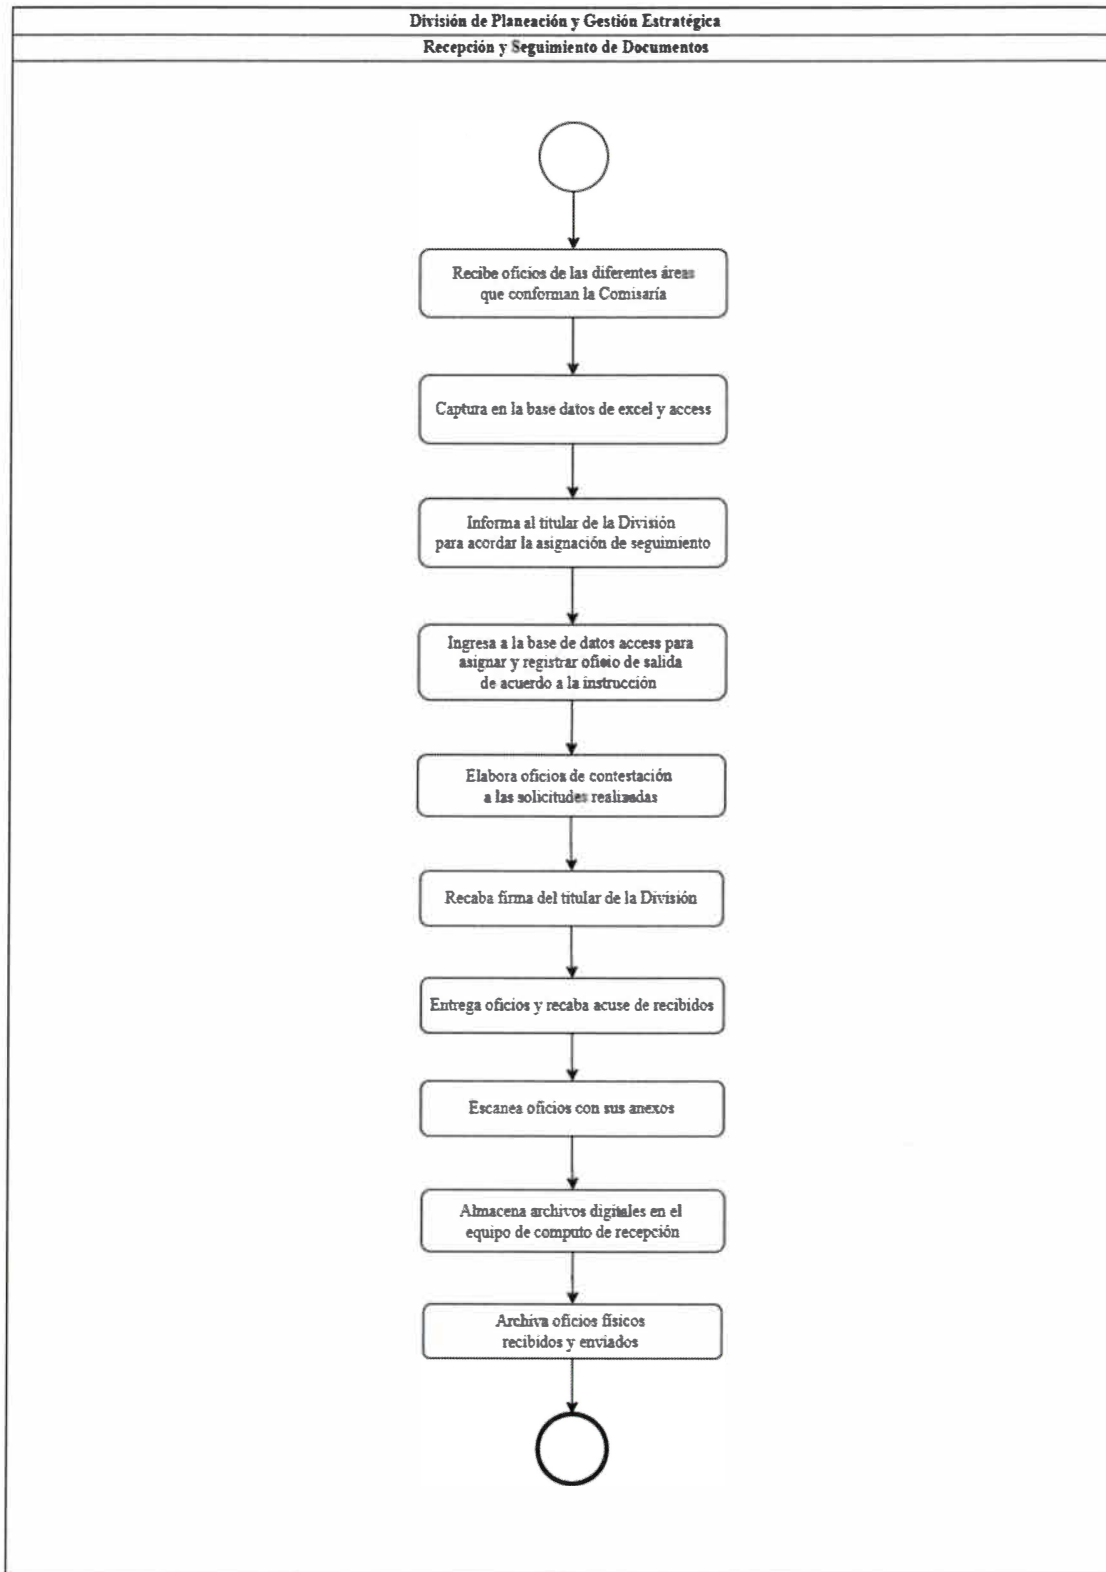 División de Planeación y Gestión Estratégica
Recepción y Seguimiento de Documentos
Recibe oficios de las diferentes áreas
que conforman la Comisaría
Captura en la base datos de excel y access
Informa al titular de la División
para acordar la asignación de seguimiento
Ingresa a la base de datos access para
asignar y registrar oficio de salida
de acuerdo a la instrucción
Elabora oficios de contestación
a las solicitudes realizadas
Recaba firma del titular de la División
Entrega oficios y recaba acuse de recibidos
Escanea oficios con sus anexos
Almacena archivos digitales en el
equipo de computo de recepción
Archiva oficios físicos
recibidos y enviados